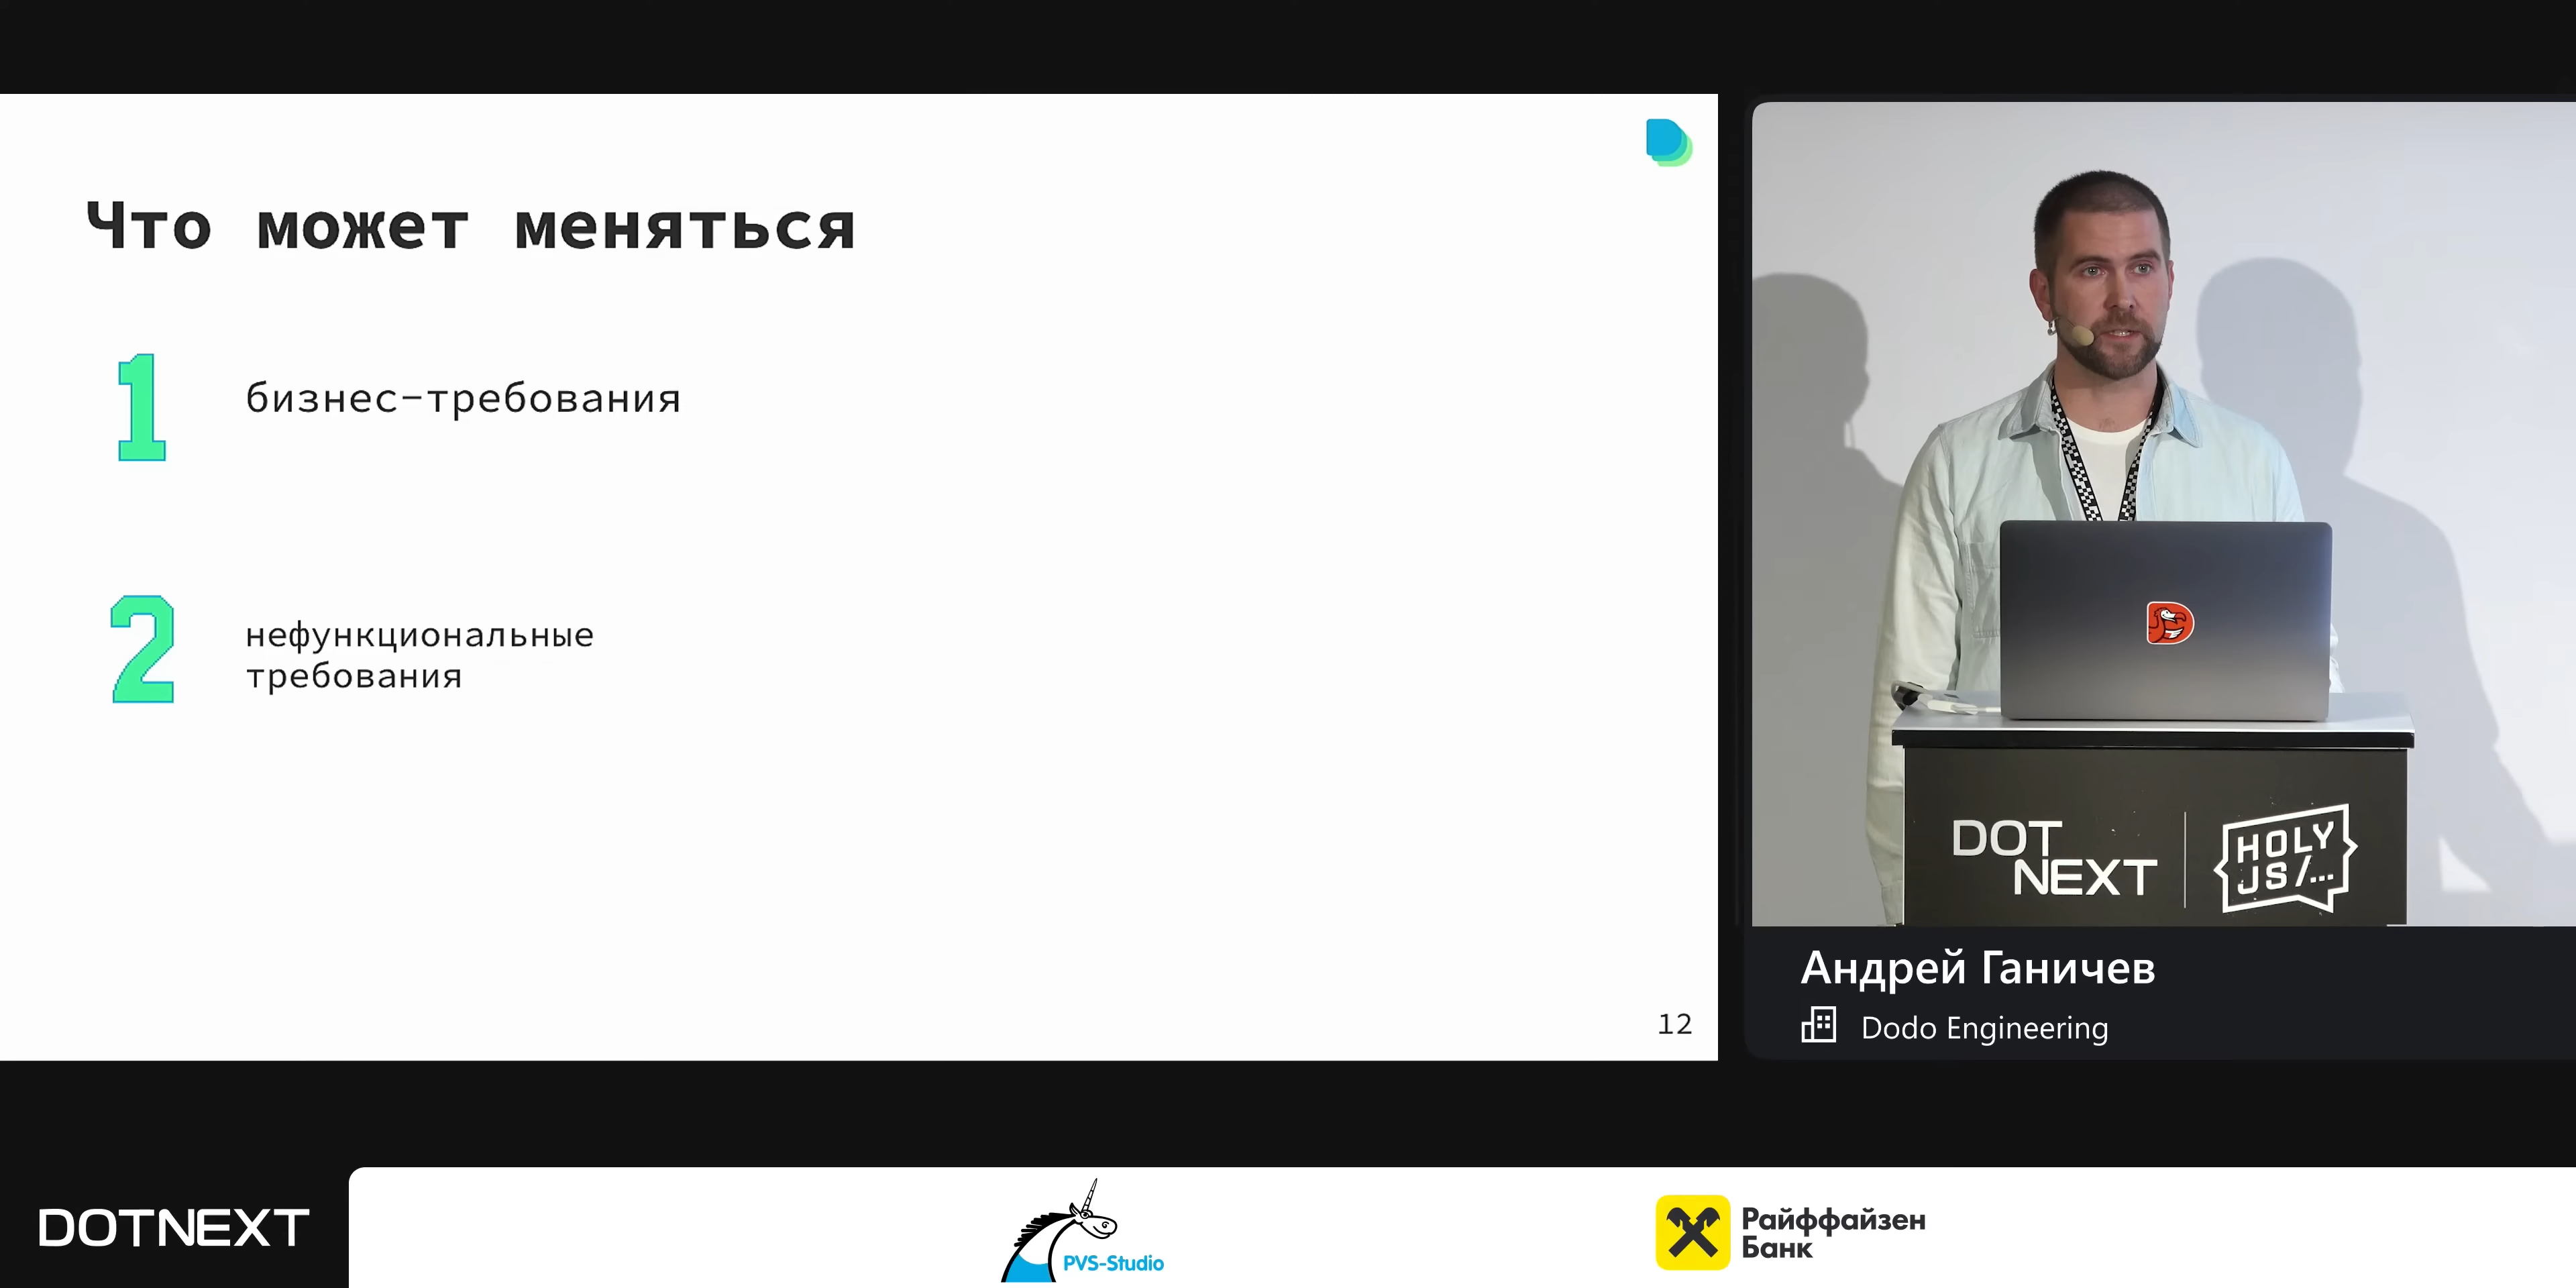 Что может меняться
1
бизнес-требования
2
нефункциональные
требования
12
DOT
NEXT
HOLY
JS/...
Андрей Ганичев
Dodo Engineering
DOTNEXT
PVS-Studio
Райффайзен
Банк